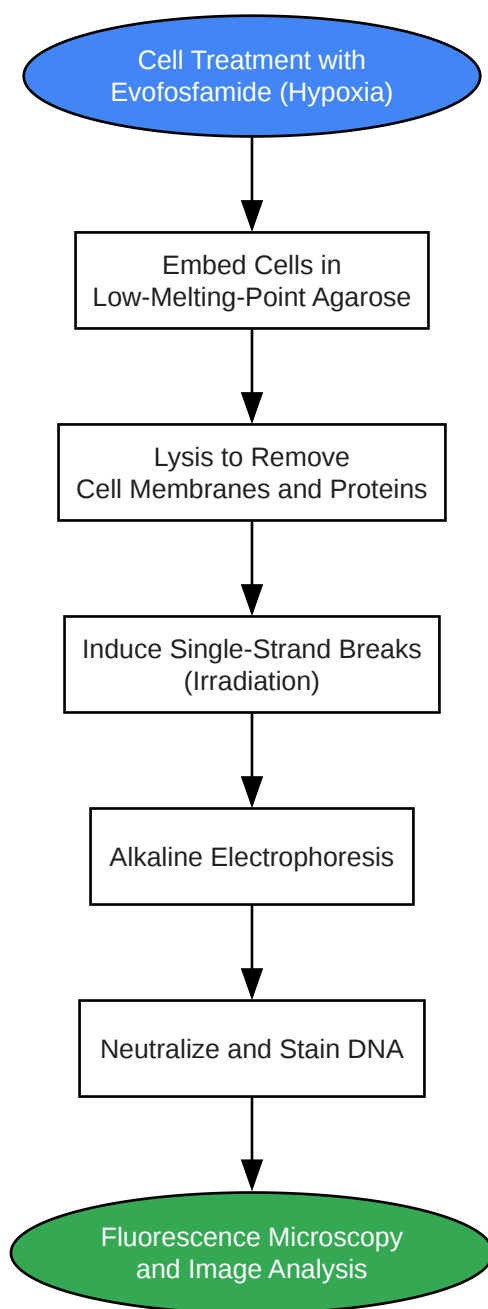 Cell Treatment with
Evofosfamide (Hypoxia)
Embed Cells in
Low-Melting-Point Agarose
Lysis to Remove
Cell Membranes and Proteins
Induce Single-Strand Breaks
(Irradiation)
Alkaline Electrophoresis
Neutralize and Stain DNA
Fluorescence Microscopy
and Image Analysis